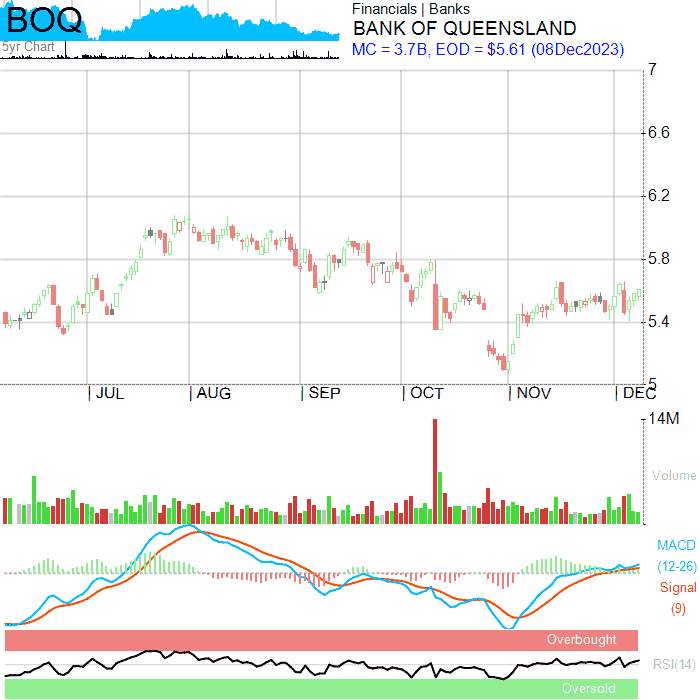 BOQ
5yr Chart
Financials | Banks
BANK OF QUEENSLAND
MC = 3.7B, EOD = $5.61 (08Dec2023)
7
6.6
6.2
5.8
5.4
5
| JUL | AUG | SEP | OCT | NOV | DEC
14M
Volume
MACD
(12-26)
Signal
(9)
Overbought
RSI(14)
Oversold